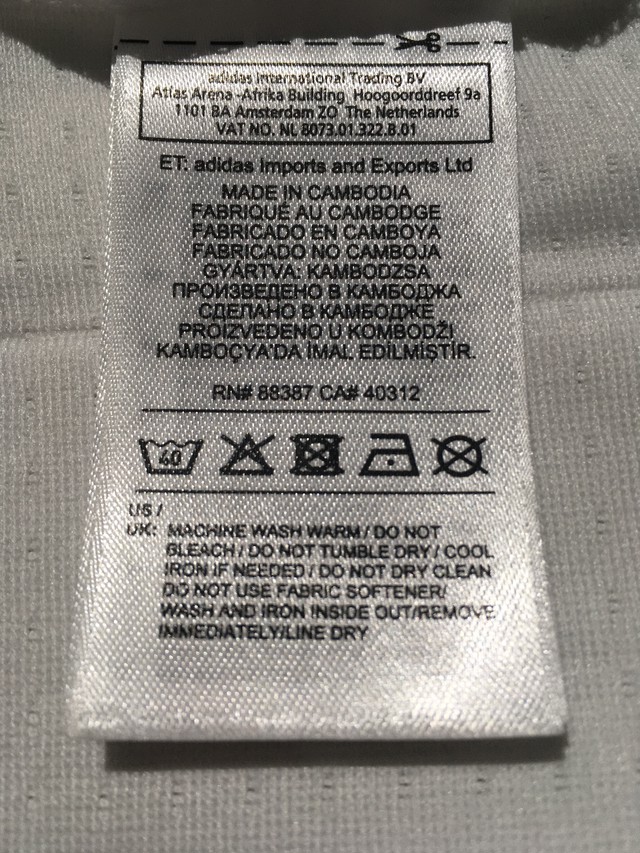 adidas International Trading BV
Atlas Arena -Afrika Building Hoogoorddreef 9a
1101 BA Amsterdam ZO The Netherlands
VAT NO. NL 8073.01.322.B.01
ET: adidas Imports and Exports Ltd
MADE IN CAMBODIA
FABRIQUÉ AU CAMBODGE
FABRICADO EN CAMBOYA
FABRICADO NO CAMBOJA
GYÁRTVA: KAMBODZSA
ПРОИЗВЕДЕНО В КАМБОДЖА
СДЕЛАНО В КАМБОДЖЕ
PROIZVEDENO U KOMBODŽI
KAMBOÇYA'DA İMAL EDİLMİŞTİR.
RN# 88387 CA# 40312
40
US /
UK: MACHINE WASH WARM / DO NOT
BLEACH / DO NOT TUMBLE DRY / COOL
IRON IF NEEDED / DO NOT DRY CLEAN
DO NOT USE FABRIC SOFTENER/
WASH AND IRON INSIDE OUT/REMOVE
IMMEDIATELY/LINE DRY